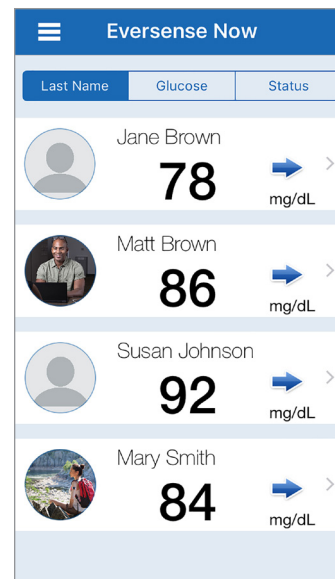 Eversense Now
Last Name Glucose Status
Jane Brown
78
mg/dL
Matt Brown
86
mg/dL
Susan Johnson
92
mg/dL
Mary Smith
84
mg/dL